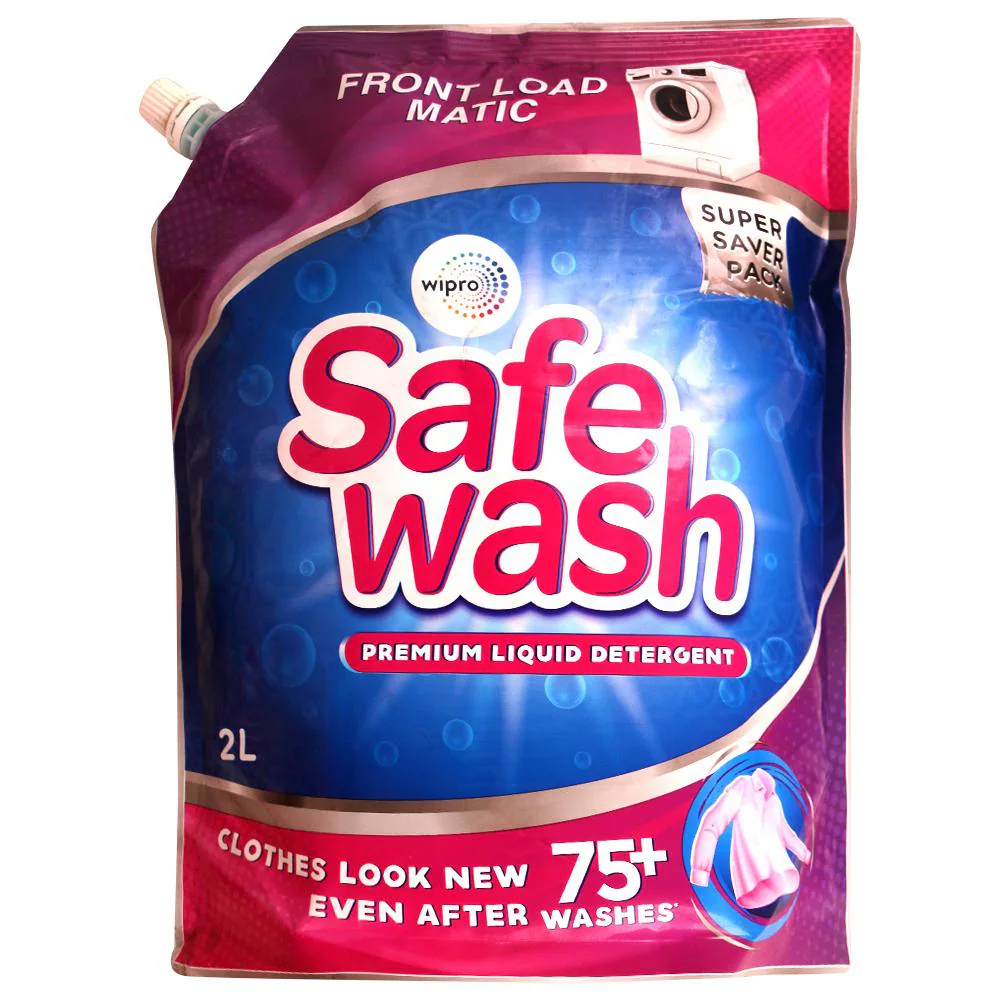 FRONT LOAD
MATIC
SUPER
SAVER
PACK
wipro
Safe
wash
PREMIUM LIQUID DETERGENT
2L
CLOTHES LOOK NEW 75+
EVEN AFTER WASHES*